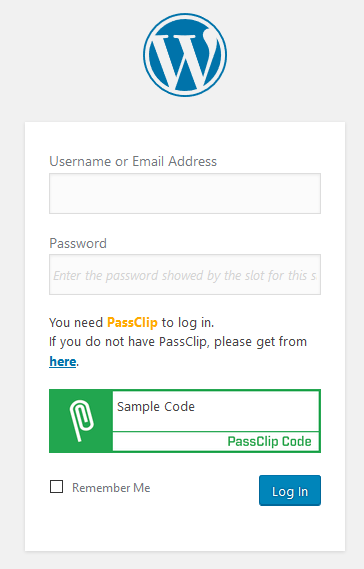 Username or Email Address
Password
Enter the password showed by the slot for this s
You need PassClip to log in.
If you do not have PassClip, please get from
here.
Sample Code
PassClip Code
Remember Me
Log In